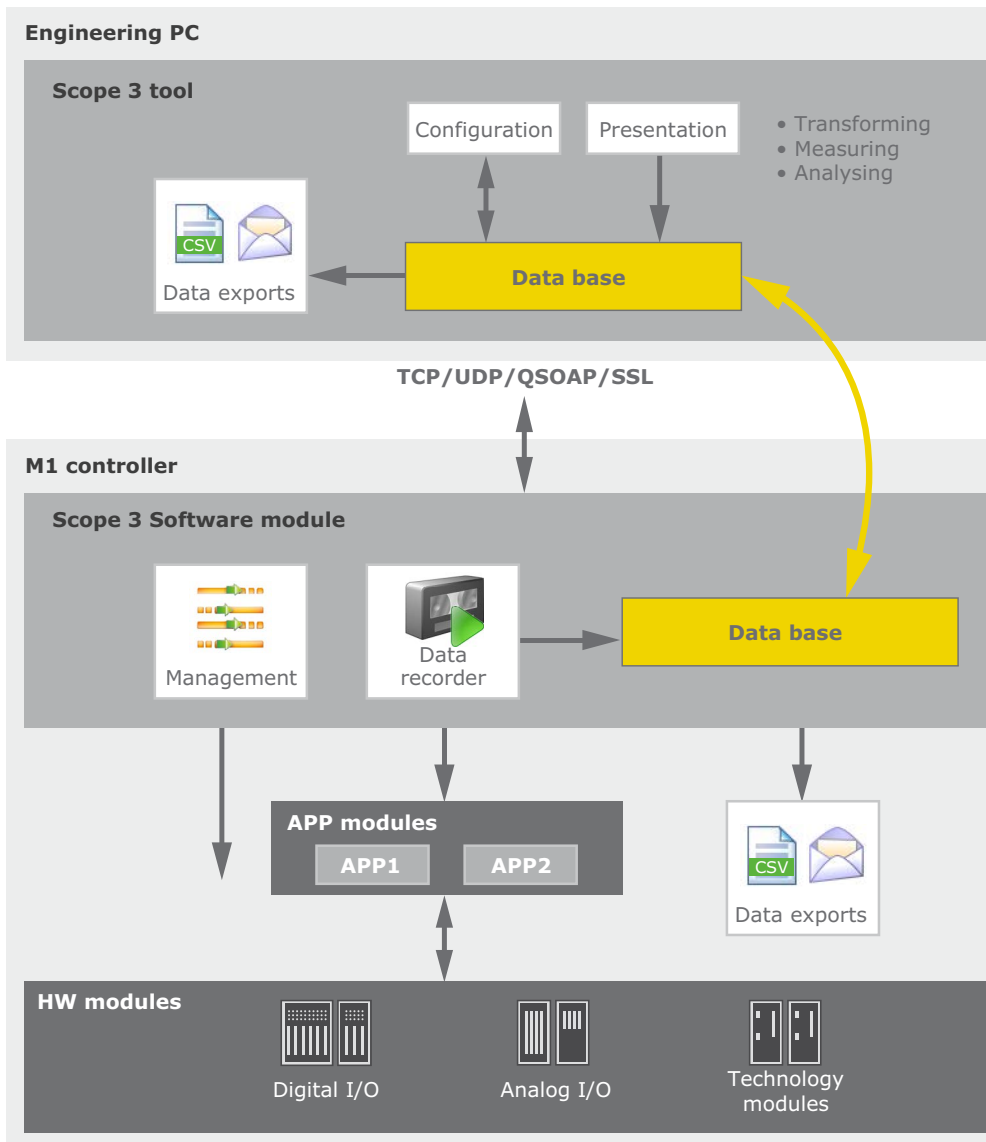 Engineering PC
Scope 3 tool
Configuration
Presentation
• Transforming
• Measuring
• Analysing
CSV
Data exports
Data base
TCP/UDP/QSOAP/SSL
M1 controller
Scope 3 Software module
Management
Data
recorder
Data base
APP modules
APP1
APP2
CSV
Data exports
HW modules
Digital I/O
Analog I/O
Technology
modules